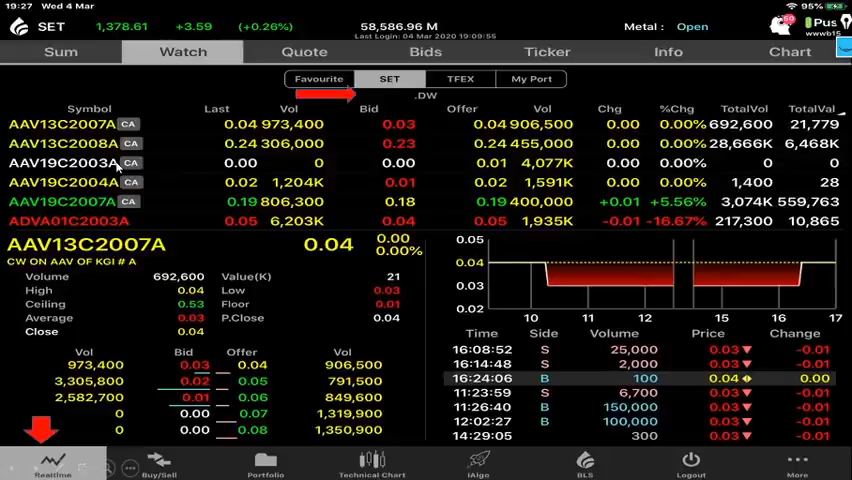 19:27 Wed 4 Mar 95%
SET 1,378.61 +3.59 (+0.26%) 58,586.96 M Metal : Open 50 Pus
Last Login: 04 Mar 2020 19:09:55 wwwb15
Sum Watch Quote Bids Ticker Info Chart
Favourite SET TFEX My Port
.DW
Symbol Last Vol Bid Offer Vol Chg %Chg TotalVol TotalVal
AAV13C2007A CA 0.04 973,400 0.03 0.04 906,500 0.00 0.00% 692,600 21,779
AAV13C2008A CA 0.24 306,000 0.23 0.24 455,000 0.00 0.00% 28,666K 6,468K
AAV19C2003A CA 0.00 0 0.00 0.01 4,077K 0.00 0.00% 0 0
AAV19C2004A CA 0.02 1,204K 0.01 0.02 1,591K 0.00 0.00% 1,400 28
AAV19C2007A CA 0.19 806,300 0.18 0.19 400,000 +0.01 +5.56% 3,074K 559,763
ADVA01C2003A 0.05 6,203K 0.04 0.05 1,935K -0.01 -16.67% 217,300 10,865
AAV13C2007A 0.04 0.00
0.00%
CW ON AAV OF KGI # A
Volume 692,600 Value(K) 21
High 0.04 Low 0.03
Ceiling 0.53 Floor 0.01
Average 0.03 P.Close 0.04
Close 0.04
Vol Bid Offer Vol
973,400 0.03 0.04 906,500
3,305,800 0.02 0.05 791,500
2,582,700 0.01 0.06 849,600
0 0.00 0.07 1,319,900
0 0.00 0.08 1,350,900
0.05
0.04
0.03
0.02
10 11 12 15 16 17
Time Side Volume Price Change
16:08:52 S 25,000 0.03 -0.01
16:14:48 S 2,000 0.03 -0.01
16:24:06 B 100 0.04 0.00
11:23:59 S 6,700 0.03 -0.01
11:26:40 B 150,000 0.03 -0.01
12:02:27 B 100,000 0.03 -0.01
14:29:05 300 0.03 -0.01
Realtime Buy/Sell Portfolio Technical Chart iAlgo BLS Logout More